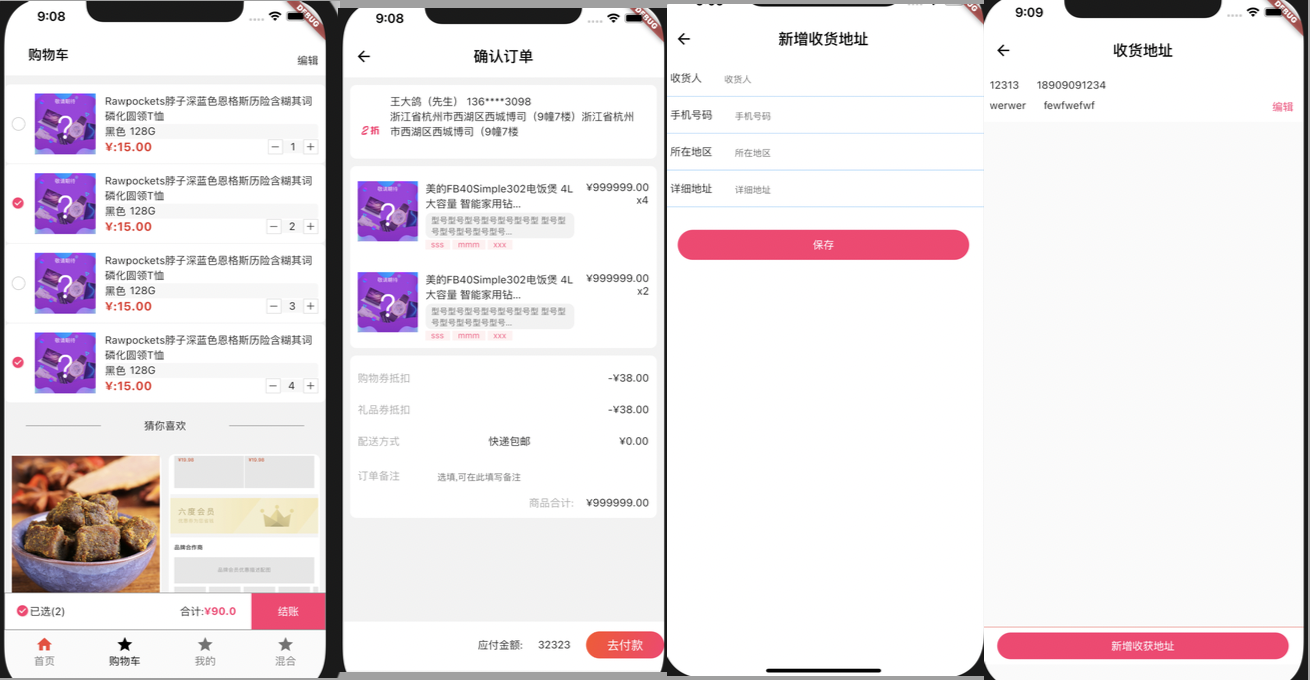 9:08
DEBUG
购物车
编辑
Rawpockets脖子深蓝色恩格斯历险含糊其词
磷化圆领T恤
黑色 128G
¥:15.00
1
Rawpockets脖子深蓝色恩格斯历险含糊其词
磷化圆领T恤
黑色 128G
¥:15.00
2
Rawpockets脖子深蓝色恩格斯历险含糊其词
磷化圆领T恤
黑色 128G
¥:15.00
3
Rawpockets脖子深蓝色恩格斯历险含糊其词
磷化圆领T恤
黑色 128G
¥:15.00
4
猜你喜欢
¥15.00 ¥10.00
六度会员
品牌合作商
已选(2)
合计:¥90.0
结账
首页
购物车
我的
混合
9:08
DEBUG
确认订单
王大鸽（先生） 136****3098
浙江省杭州市西湖区西城博司（9幢7楼）浙江省杭州
市西湖区西城博司（9幢7楼
2折
美的FB40Simple302电饭煲 4L
大容量 智能家用钻...
¥999999.00
x4
型号型号型号型号型号型号型 型号型
号型号型号型号型号...
sss mmm xxx
美的FB40Simple302电饭煲 4L
大容量 智能家用钻...
¥999999.00
x2
型号型号型号型号型号型号型 型号型
号型号型号型号型号...
sss mmm xxx
购物券抵扣 -¥38.00
礼品券抵扣 -¥38.00
配送方式 快递包邮 ¥0.00
订单备注 选填,可在此填写备注
商品合计: ¥999999.00
应付金额: 32323
去付款
新增收货地址
收货人 收货人
手机号码 手机号码
所在地区 所在地区
详细地址 详细地址
保存
9:09
收货地址
12313 18909091234
werwer fewfwefwf
编辑
新增收获地址